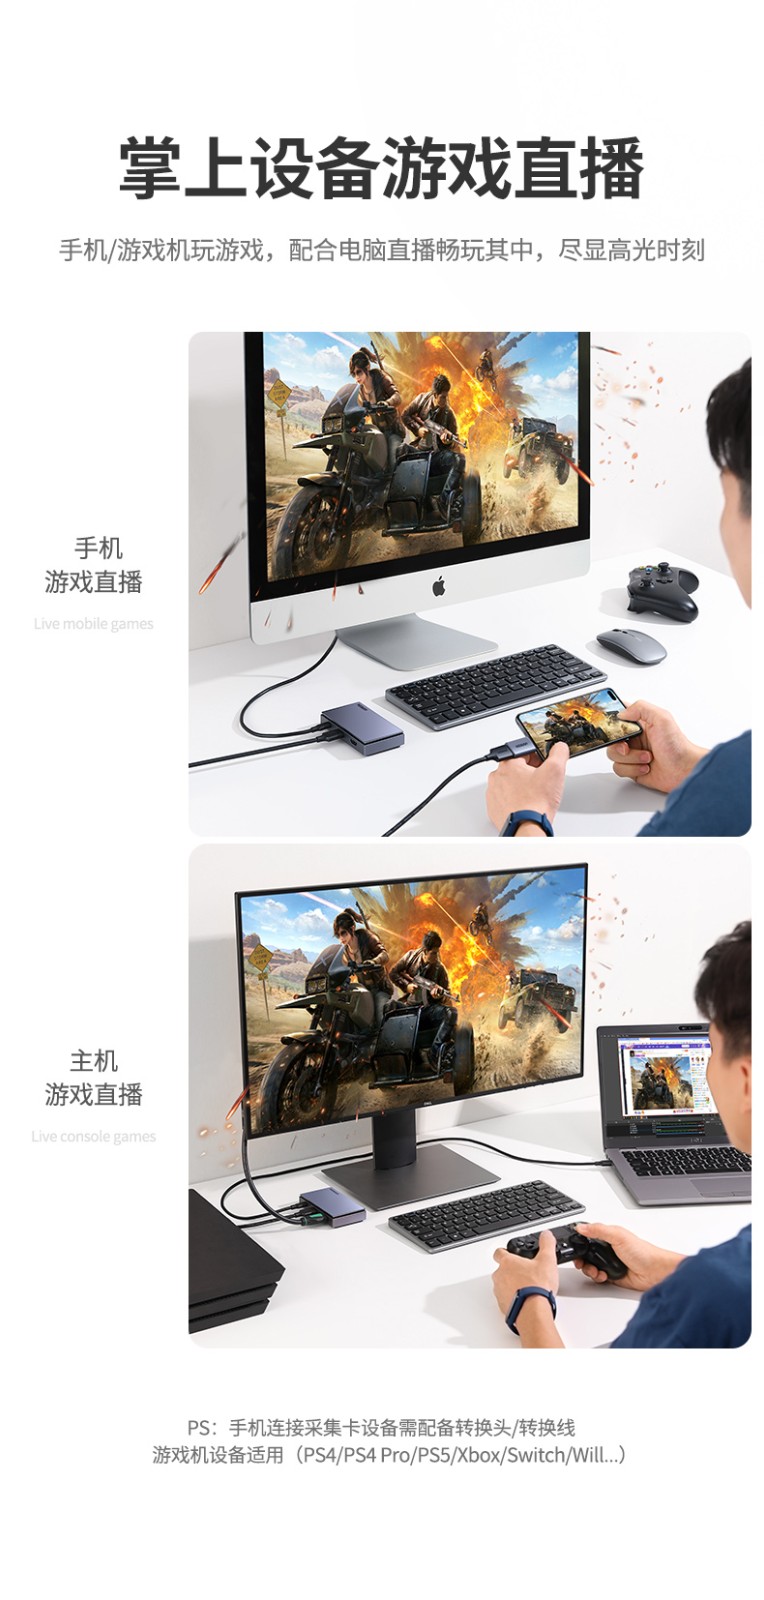 掌上设备游戏直播
手机/游戏机玩游戏，配合电脑直播畅玩其中，尽显高光时刻
手机
游戏直播
Live mobile games
主机
游戏直播
Live console games
PS：手机连接采集卡设备需配备转换头/转换线
游戏机设备适用（PS4/PS4 Pro/PS5/Xbox/Switch/Will...）